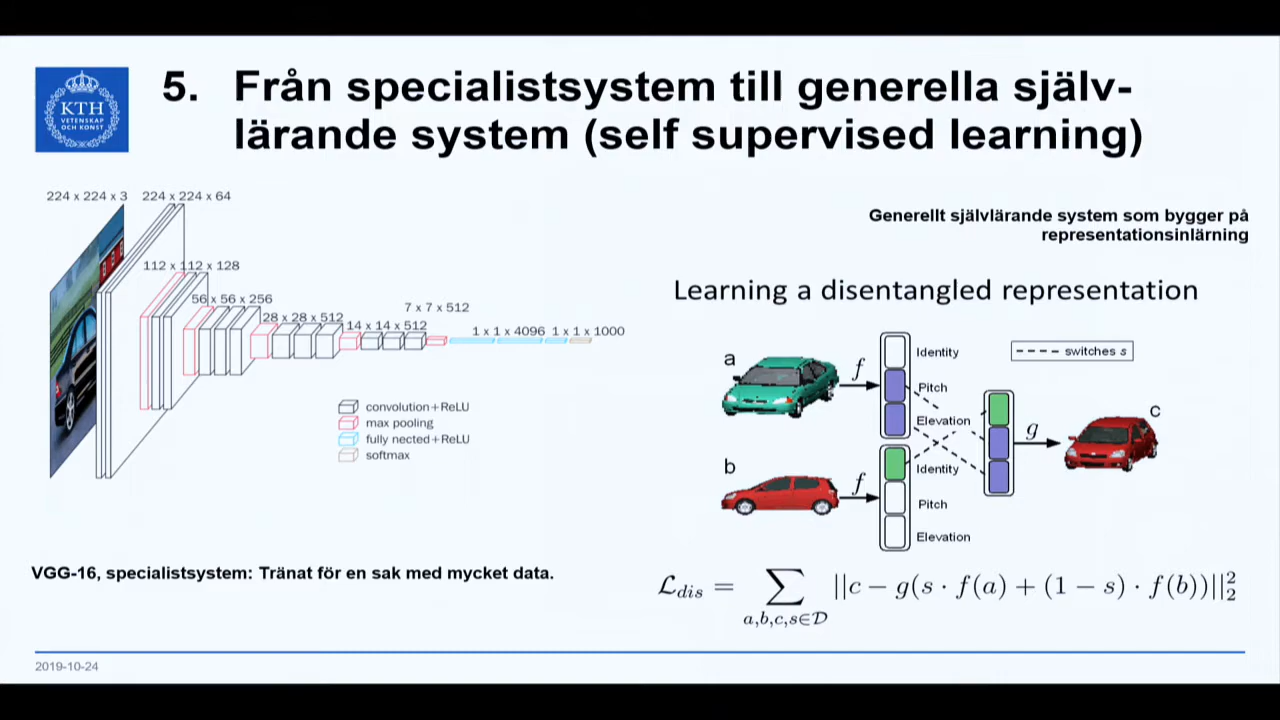 KTH
VETENSKAP
OCH KONST
5. Från specialistsystem till generella själv-
lärande system (self supervised learning)
224 x 224 x 3 224 x 224 x 64
112 x 112 x 128
56 x 56 x 256
28 x 28 x 512
14 x 14 x 512
7 x 7 x 512
1 x 1 x 4096 1 x 1 x 1000
convolution+ReLU
max pooling
fully nected+ReLU
softmax
VGG-16, specialistsystem: Tränat för en sak med mycket data.
Generellt självlärande system som bygger på
representationsinlärning
Learning a disentangled representation
a
f
Identity
Pitch
Elevation
switches s
b
f
Identity
Pitch
Elevation
g
c
ℒ_dis = ∑_{a,b,c,s∈𝒟} ||c − g(s · f(a) + (1 − s) · f(b))||₂²
2019-10-24